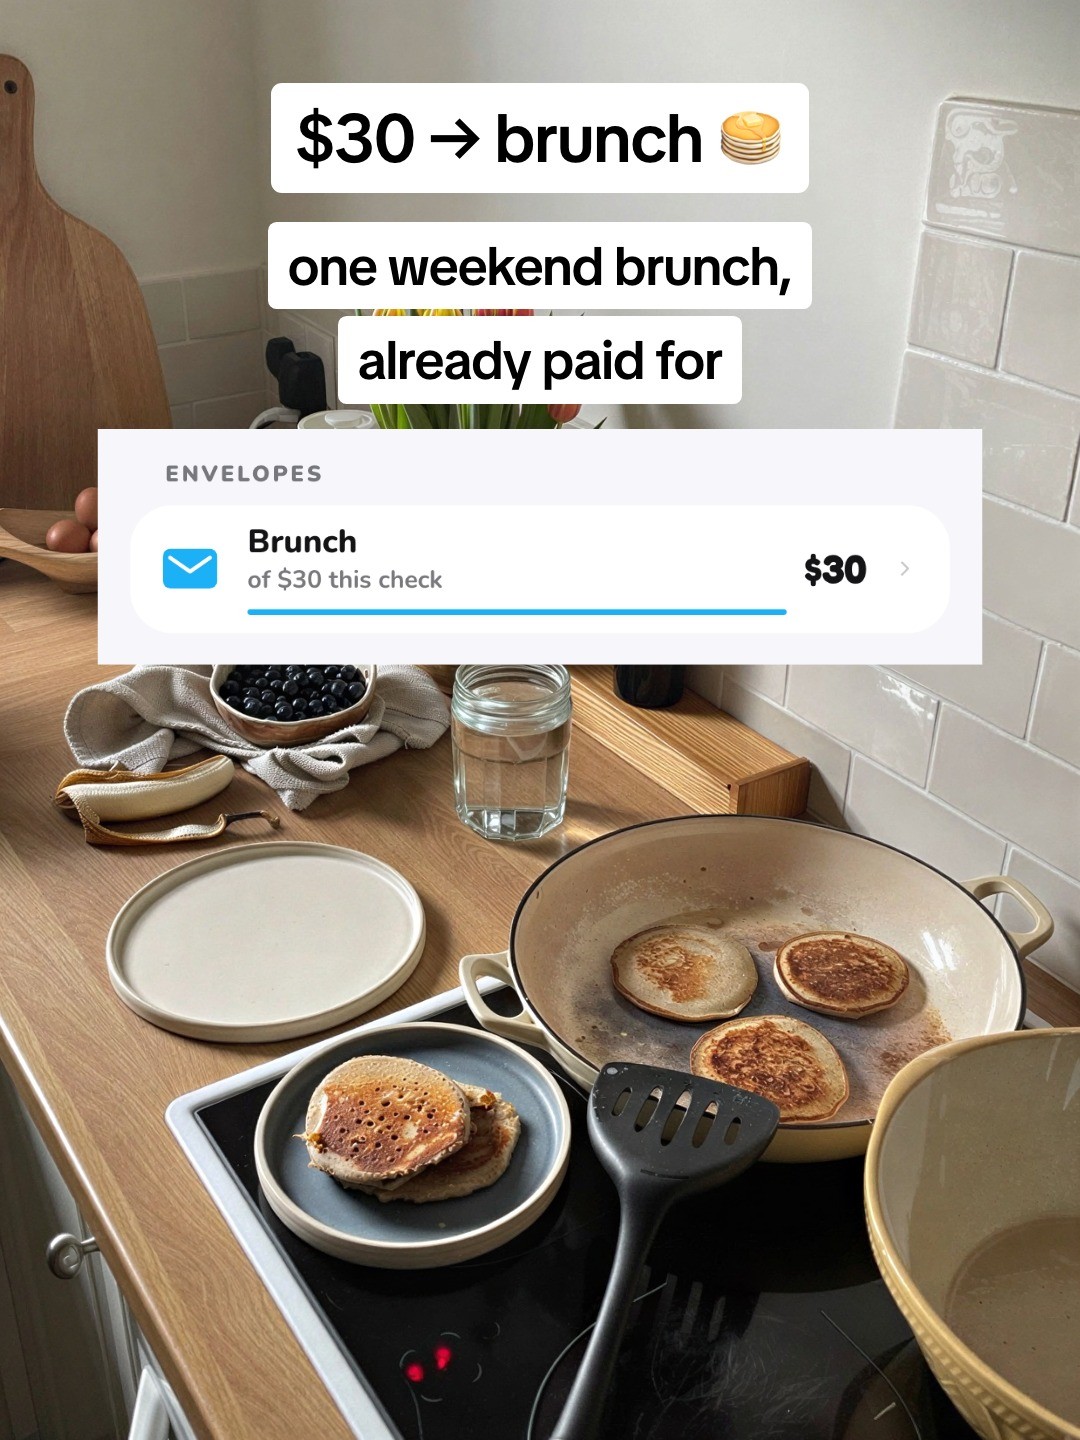 $30 → brunch 🥞
one weekend brunch,
already paid for
ENVELOPES
Brunch
of $30 this check
$30